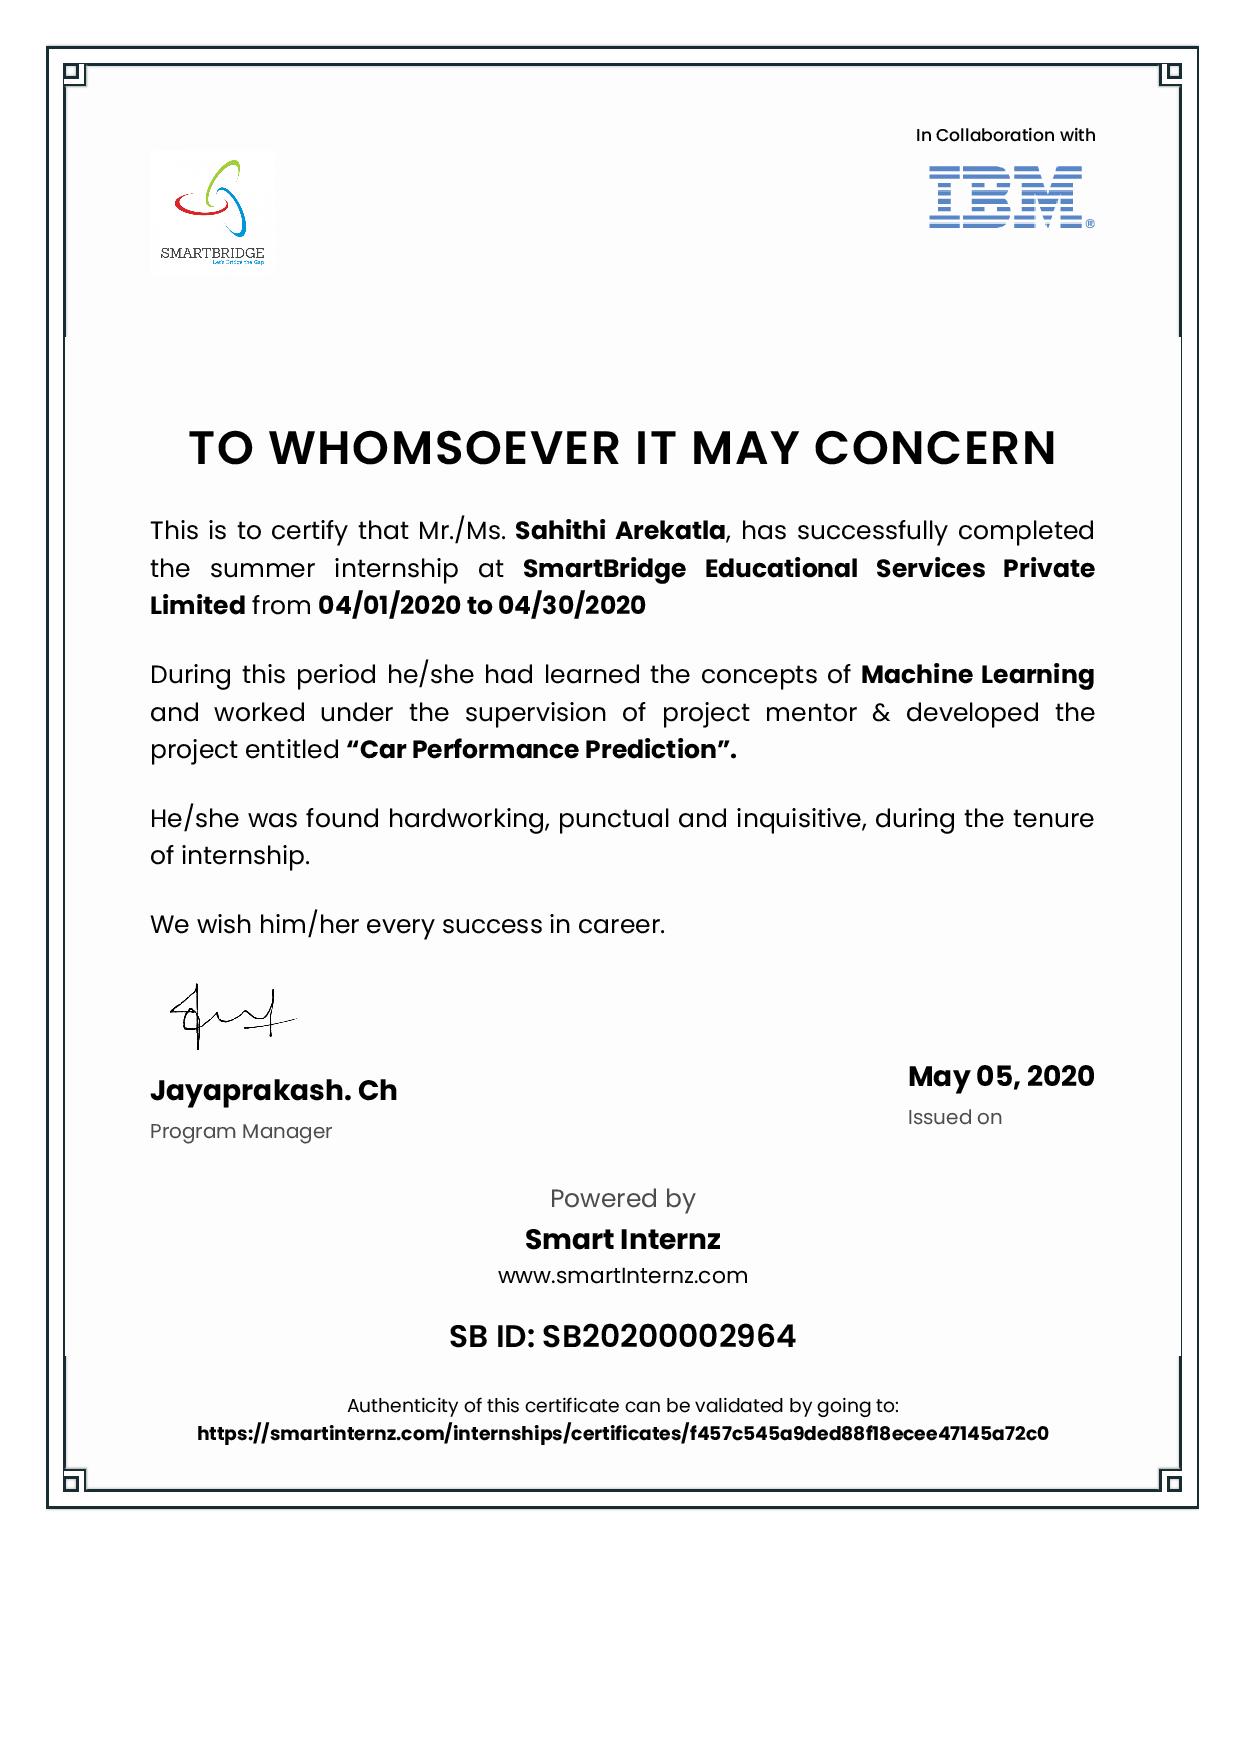 In Collaboration with
IBM®
SMARTBRIDGE
Let's Bridge the Gap
TO WHOMSOEVER IT MAY CONCERN
This is to certify that Mr./Ms. Sahithi Arekatla, has successfully completed
the summer internship at SmartBridge Educational Services Private
Limited from 04/01/2020 to 04/30/2020
During this period he/she had learned the concepts of Machine Learning
and worked under the supervision of project mentor & developed the
project entitled “Car Performance Prediction”.
He/she was found hardworking, punctual and inquisitive, during the tenure
of internship.
We wish him/her every success in career.
Jayaprakash. Ch
Program Manager
May 05, 2020
Issued on
Powered by
Smart Internz
www.smartInternz.com
SB ID: SB20200002964
Authenticity of this certificate can be validated by going to:
https://smartinternz.com/internships/certificates/f457c545a9ded88f18ecee47145a72c0